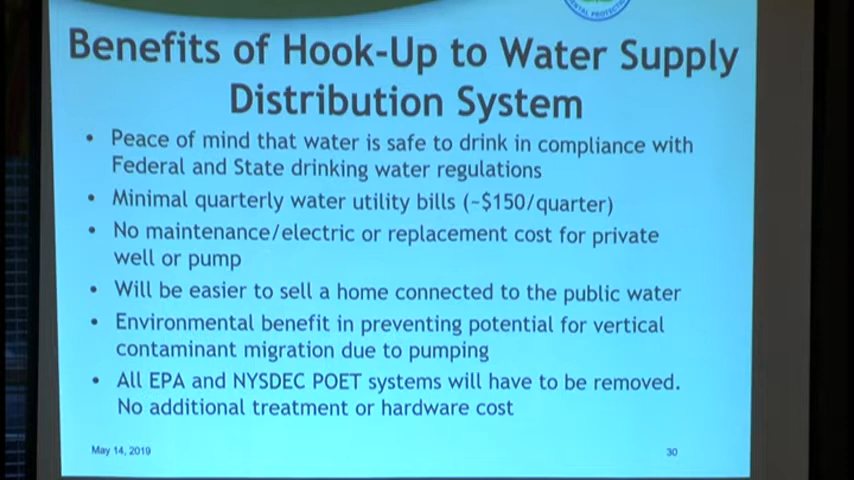 Benefits of Hook-Up to Water Supply
Distribution System
• Peace of mind that water is safe to drink in compliance with
Federal and State drinking water regulations
• Minimal quarterly water utility bills (~$150/quarter)
• No maintenance/electric or replacement cost for private
well or pump
• Will be easier to sell a home connected to the public water
• Environmental benefit in preventing potential for vertical
contaminant migration due to pumping
• All EPA and NYSDEC POET systems will have to be removed.
No additional treatment or hardware cost
May 14, 2019
30